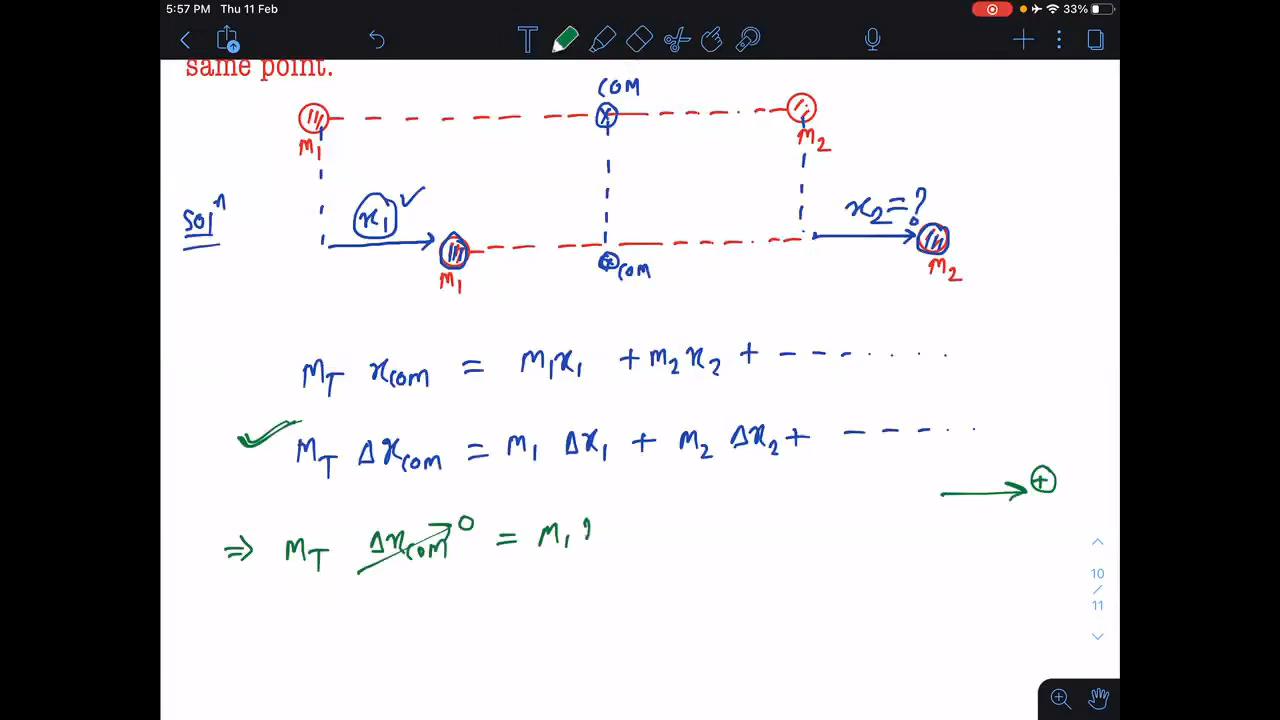 5:57 PM Thu 11 Feb
33%
T
same point.
COM
M1 M2
Solⁿ
x1 ✓ x2 = ?
COM
M1 M2
MT xCOM = M1x1 + M2x2 + - - - · · · ·
✓ MT ΔxCOM = M1 Δx1 + M2 Δx2 + - - - - · ·
→ ⊕
⇒ MT ΔxCOM 0 = M1
10
/
11